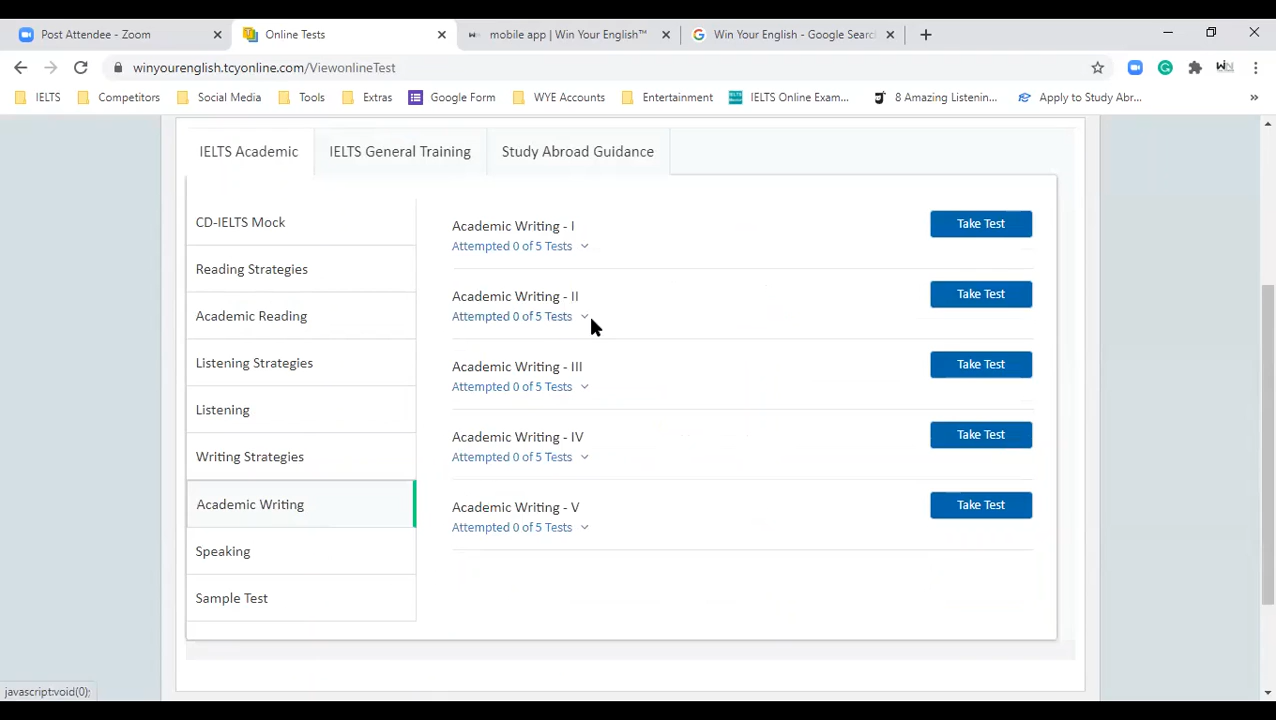 Post Attendee - Zoom
Online Tests
mobile app | Win Your English™
Win Your English - Google Searc
winyourenglish.tcyonline.com/ViewonlineTest
IELTS
Competitors
Social Media
Tools
Extras
Google Form
WYE Accounts
Entertainment
IELTS Online Exam...
8 Amazing Listenin...
Apply to Study Abr...
IELTS Academic
IELTS General Training
Study Abroad Guidance
CD-IELTS Mock
Reading Strategies
Academic Reading
Listening Strategies
Listening
Writing Strategies
Academic Writing
Speaking
Sample Test
Academic Writing - I
Attempted 0 of 5 Tests
Take Test
Academic Writing - II
Attempted 0 of 5 Tests
Take Test
Academic Writing - III
Attempted 0 of 5 Tests
Take Test
Academic Writing - IV
Attempted 0 of 5 Tests
Take Test
Academic Writing - V
Attempted 0 of 5 Tests
Take Test
javascript:void(0);